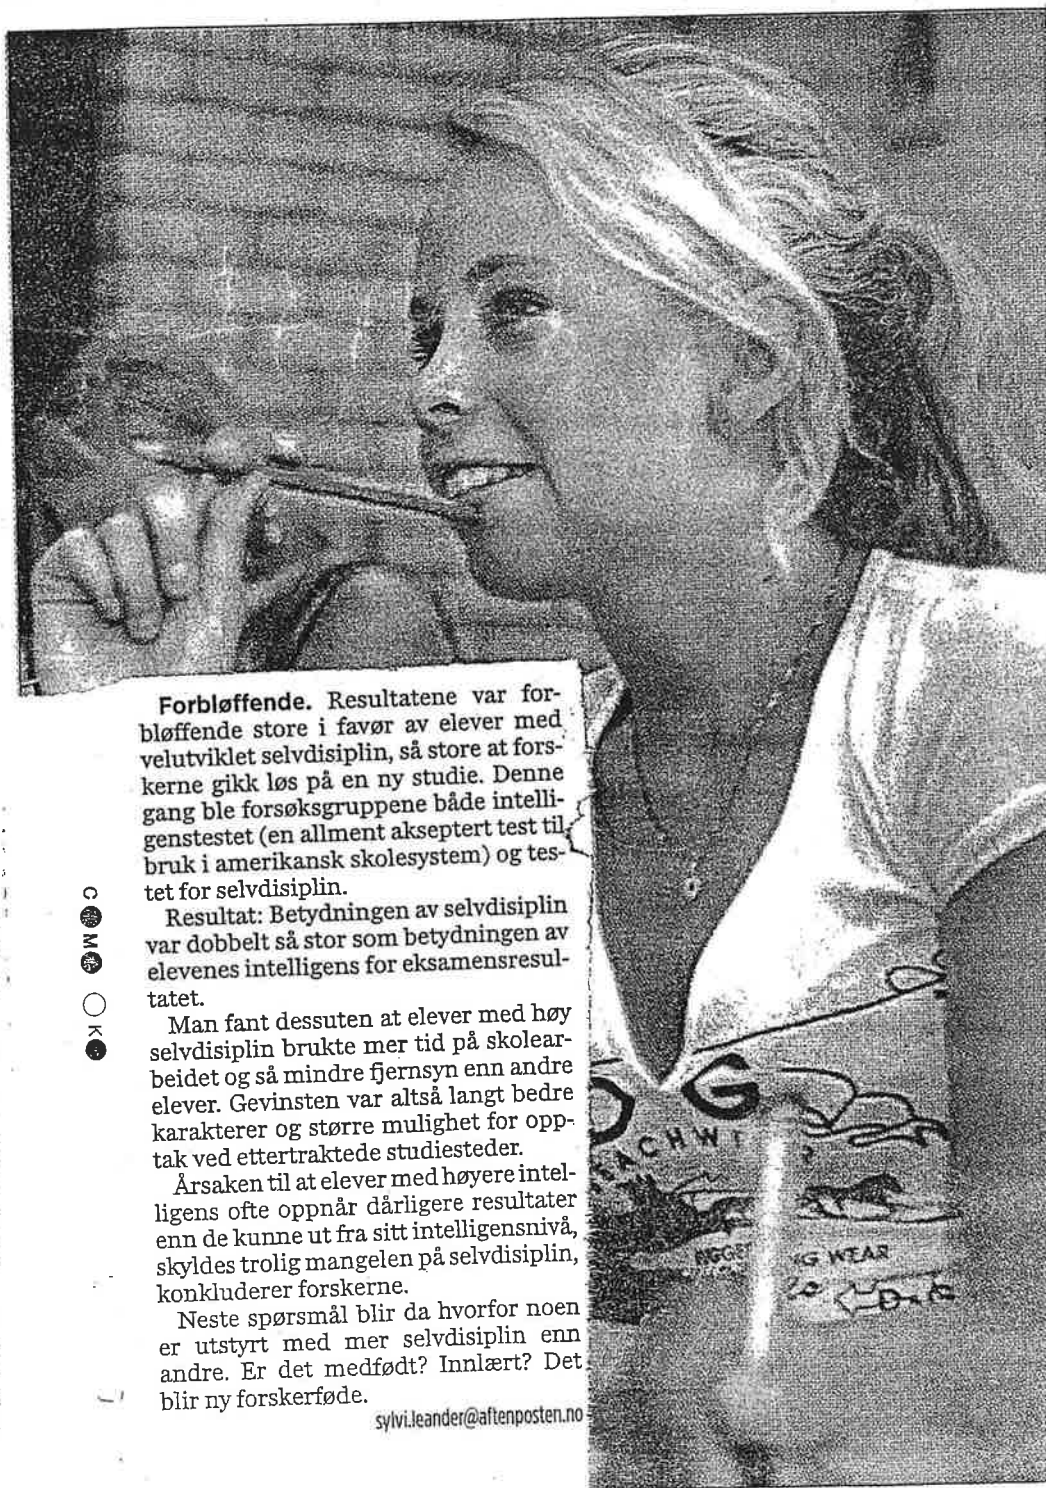 Forbløffende. Resultatene var for-
bløffende store i favør av elever med
velutviklet selvdisiplin, så store at fors-
kerne gikk løs på en ny studie. Denne
gang ble forsøksgruppene både intelli-
genstestet (en allment akseptert test til
bruk i amerikansk skolesystem) og tes-
tet for selvdisiplin.
Resultat: Betydningen av selvdisiplin
var dobbelt så stor som betydningen av
elevenes intelligens for eksamensresul-
tatet.
Man fant dessuten at elever med høy
selvdisiplin brukte mer tid på skolear-
beidet og så mindre fjernsyn enn andre
elever. Gevinsten var altså langt bedre
karakterer og større mulighet for opp-
tak ved ettertraktede studiesteder.
Årsaken til at elever med høyere intel-
ligens ofte oppnår dårligere resultater
enn de kunne ut fra sitt intelligensnivå,
skyldes trolig mangelen på selvdisiplin,
konkluderer forskerne.
Neste spørsmål blir da hvorfor noen
er utstyrt med mer selvdisiplin enn
andre. Er det medfødt? Innlært? Det
blir ny forskerføde.
sylvi.leander@aftenposten.no
C M K
OG
WEAR